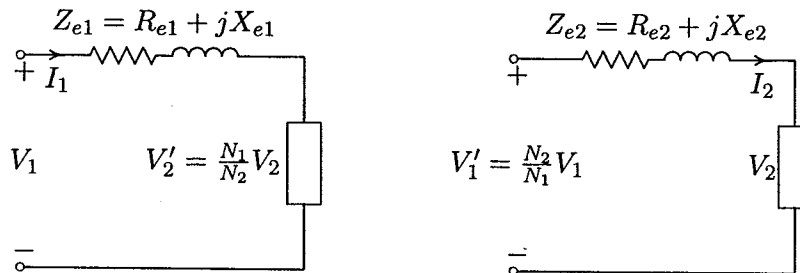 Z_{e1} = R_{e1} + jX_{e1}
+ I_1
V_1 V_2' = \frac{N_1}{N_2} V_2
−
Z_{e2} = R_{e2} + jX_{e2}
+ I_2
V_1' = \frac{N_2}{N_1} V_1 V_2
−